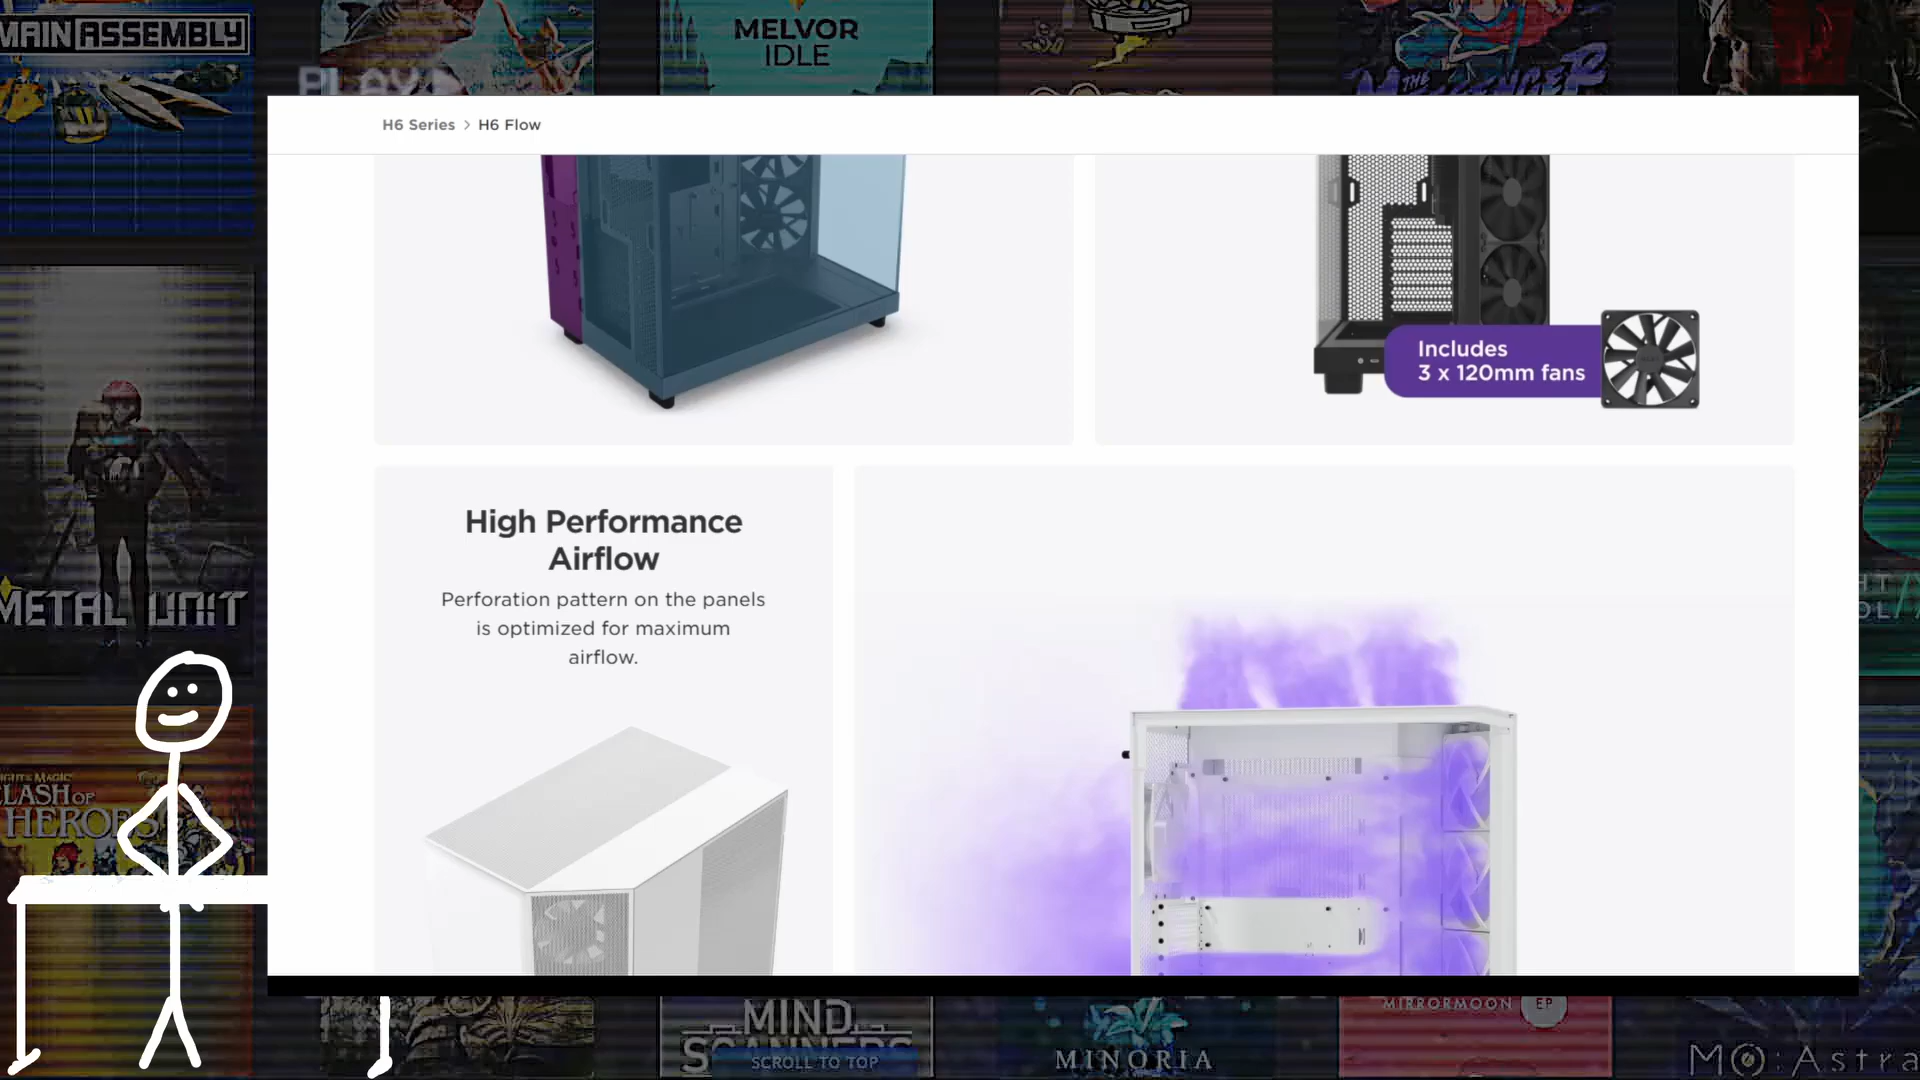 MAIN ASSEMBLY
MELVOR
IDLE
THE
MESSENGER
PLAY
H6 Series > H6 Flow
Includes
3 x 120mm fans
High Performance
Airflow
Perforation pattern on the panels
is optimized for maximum
airflow.
METAL UNIT
CLASH OF
HEROES
MIND
SCANNERS
SCROLL TO TOP
MINORIA
MIRRORMOON EP
MO:Astra